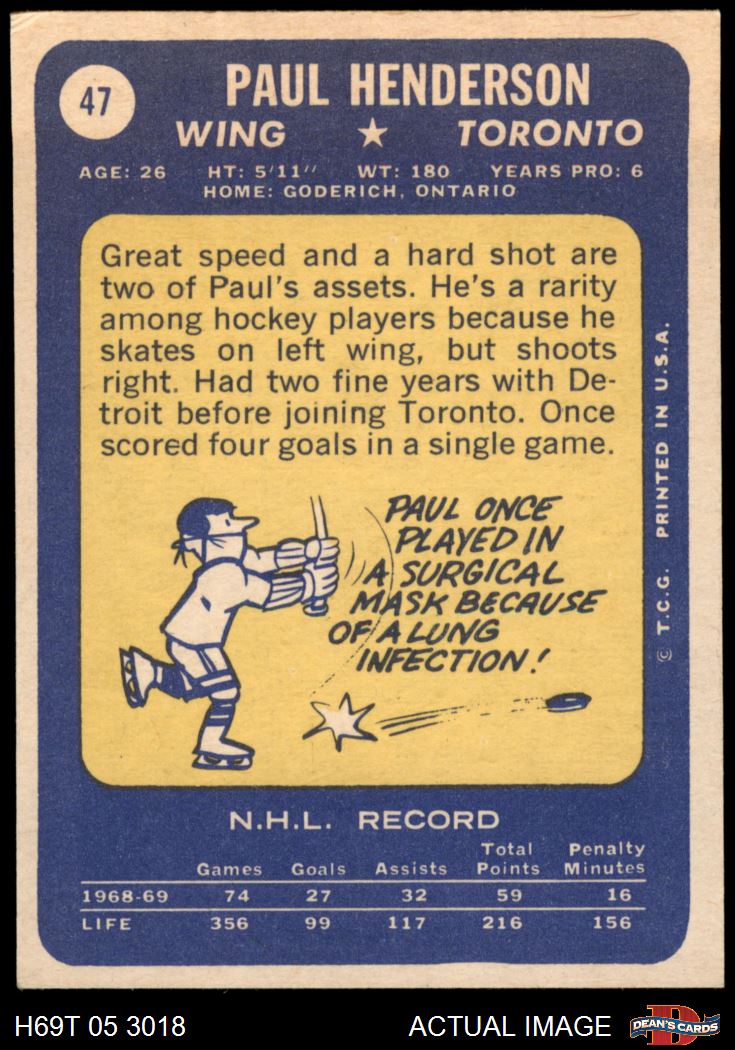 47
PAUL HENDERSON
WING ★ TORONTO
AGE: 26 HT: 5'11" WT: 180 YEARS PRO: 6
HOME: GODERICH, ONTARIO
Great speed and a hard shot are
two of Paul's assets. He's a rarity
among hockey players because he
skates on left wing, but shoots
right. Had two fine years with De-
troit before joining Toronto. Once
scored four goals in a single game.
PAUL ONCE
PLAYED IN
A SURGICAL
MASK BECAUSE
OF A LUNG
INFECTION!
© T.C.G. PRINTED IN U.S.A.
N.H.L. RECORD
Games Goals Assists Total Points Penalty Minutes
1968-69 74 27 32 59 16
LIFE 356 99 117 216 156
H69T 05 3018 ACTUAL IMAGE DEAN'S CARDS